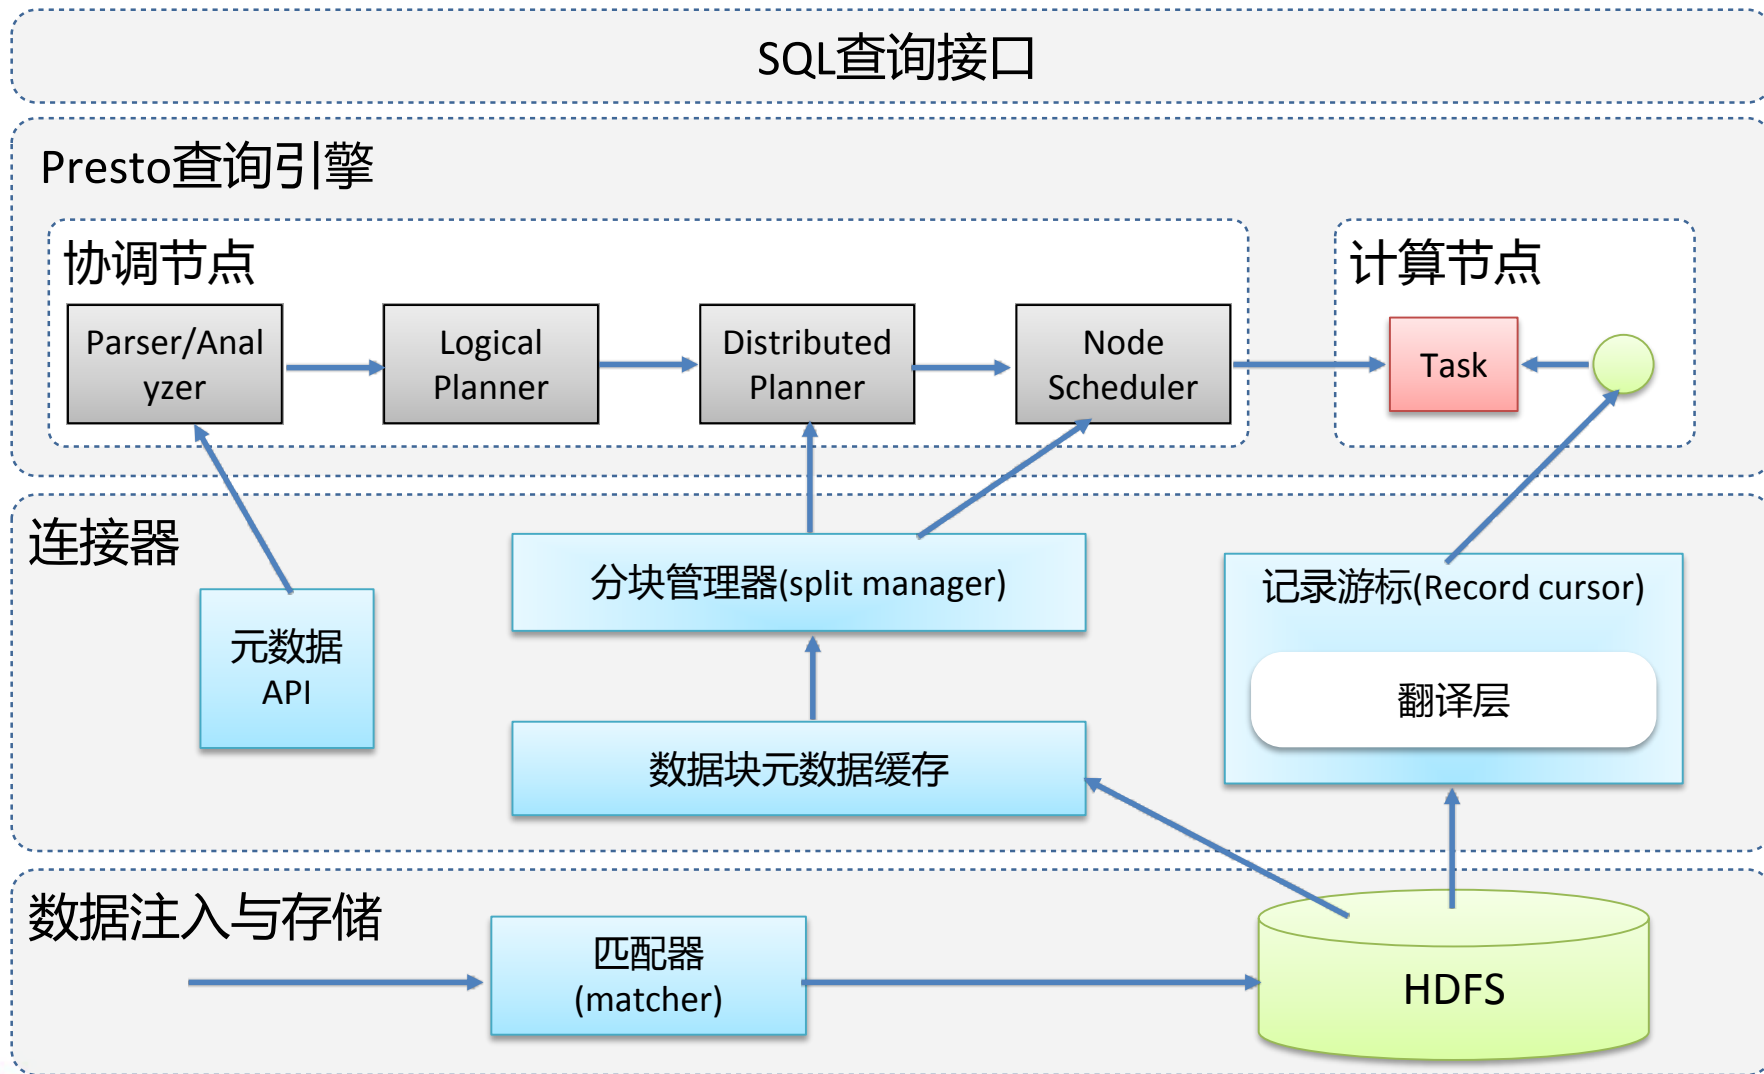 SQL查询接口
Presto查询引擎
协调节点
计算节点
Parser/Anal
yzer
Logical
Planner
Distributed
Planner
Node
Scheduler
Task
连接器
元数据
API
分块管理器(split manager)
数据块元数据缓存
记录游标(Record cursor)
翻译层
数据注入与存储
匹配器
(matcher)
HDFS